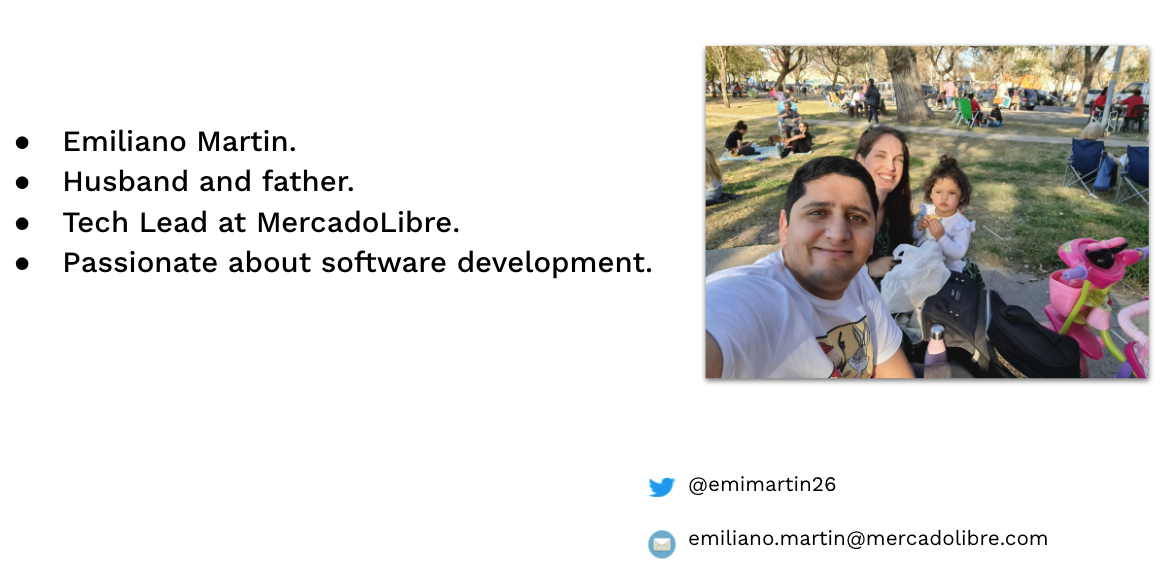 ● Emiliano Martin.
● Husband and father.
● Tech Lead at MercadoLibre.
● Passionate about software development.
@emimartin26
emiliano.martin@mercadolibre.com